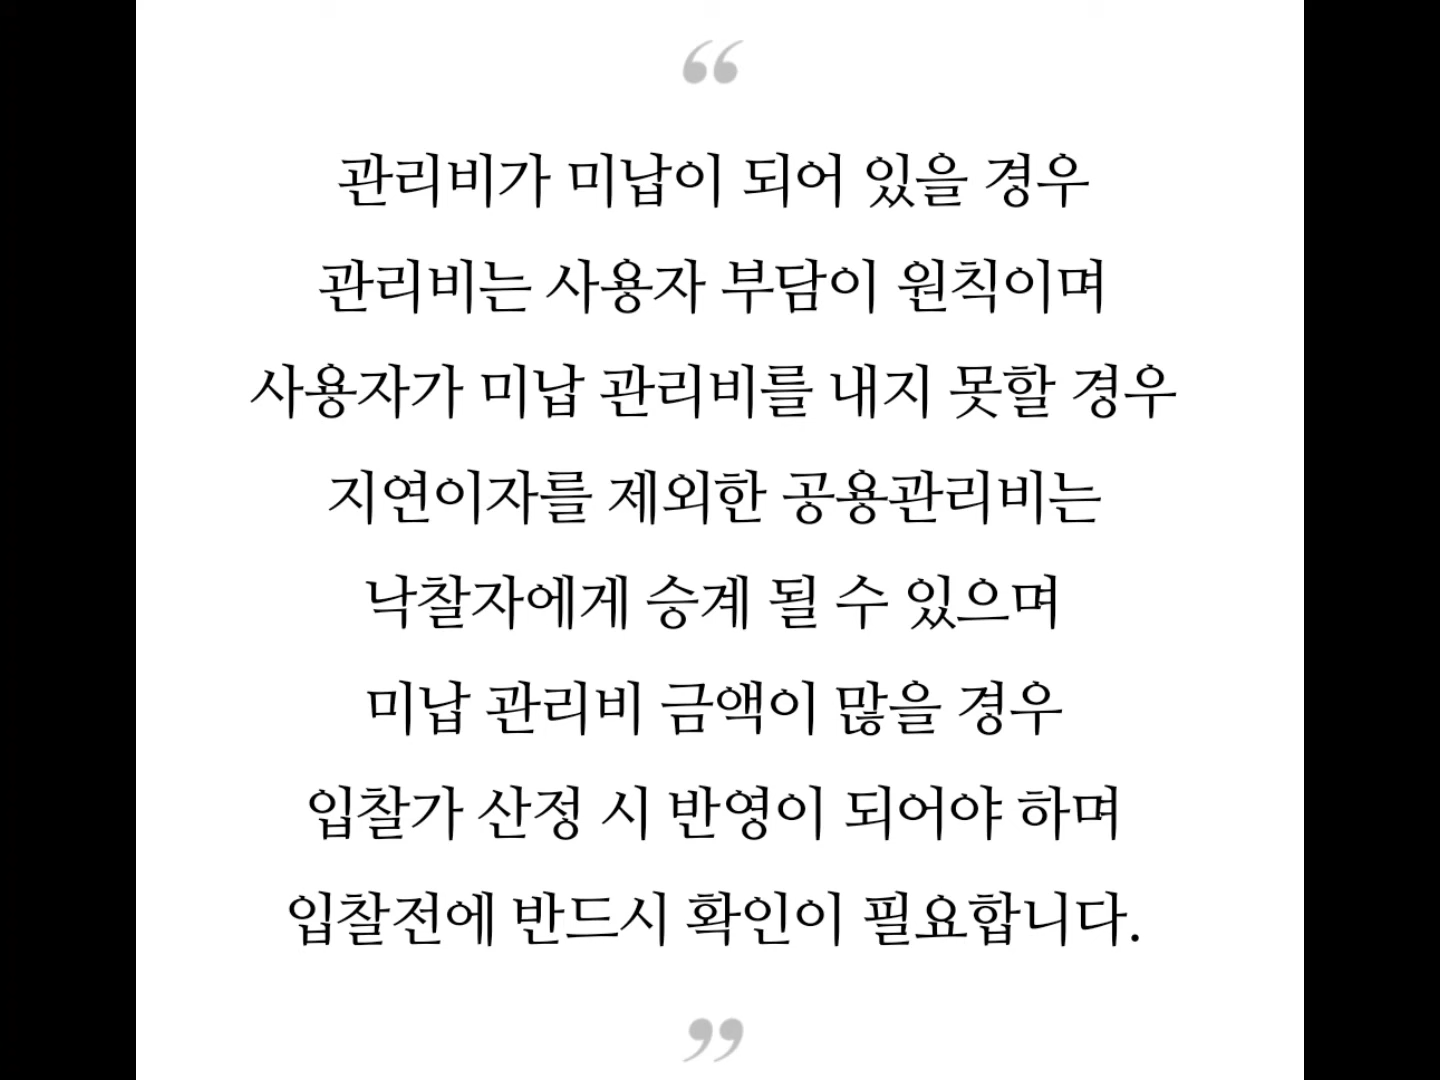 “
관리비가 미납이 되어 있을 경우
관리비는 사용자 부담이 원칙이며
사용자가 미납 관리비를 내지 못할 경우
지연이자를 제외한 공용관리비는
낙찰자에게 승계 될 수 있으며
미납 관리비 금액이 많을 경우
입찰가 산정 시 반영이 되어야 하며
입찰전에 반드시 확인이 필요합니다.
”